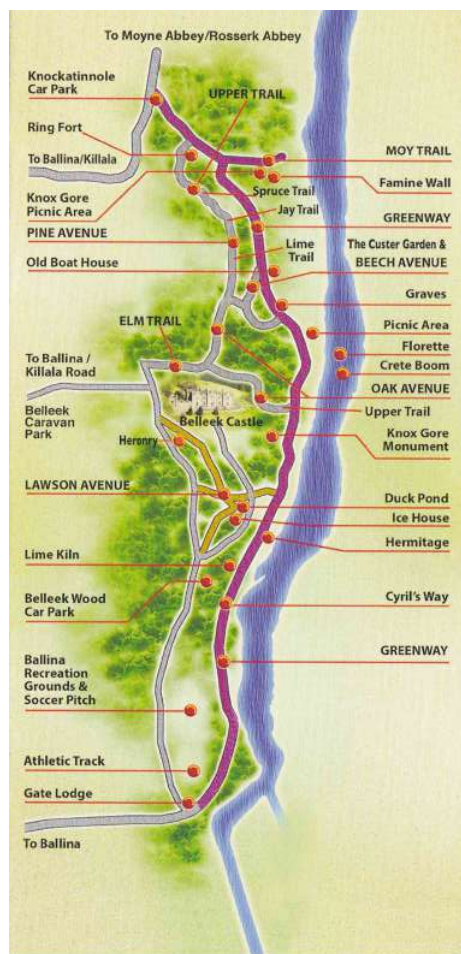 To Moyne Abbey/Rosserk Abbey
Knockatinnole
Car Park
UPPER TRAIL
Ring Fort
MOY TRAIL
To Ballina/Killala
Spruce Trail
Famine Wall
Knox Gore
Picnic Area
Jay Trail
GREENWAY
PINE AVENUE
Lime
Trail
The Custer Garden &
BEECH AVENUE
Old Boat House
Graves
ELM TRAIL
Picnic Area
Florette
To Ballina /
Killala Road
Crete Boom
OAK AVENUE
Belleek
Caravan
Park
Upper Trail
Belleek Castle
Heronry
Knox Gore
Monument
LAWSON AVENUE
Duck Pond
Ice House
Hermitage
Lime Kiln
Belleek Wood
Car Park
Cyril's Way
GREENWAY
Ballina
Recreation
Grounds &
Soccer Pitch
Athletic Track
Gate Lodge
To Ballina